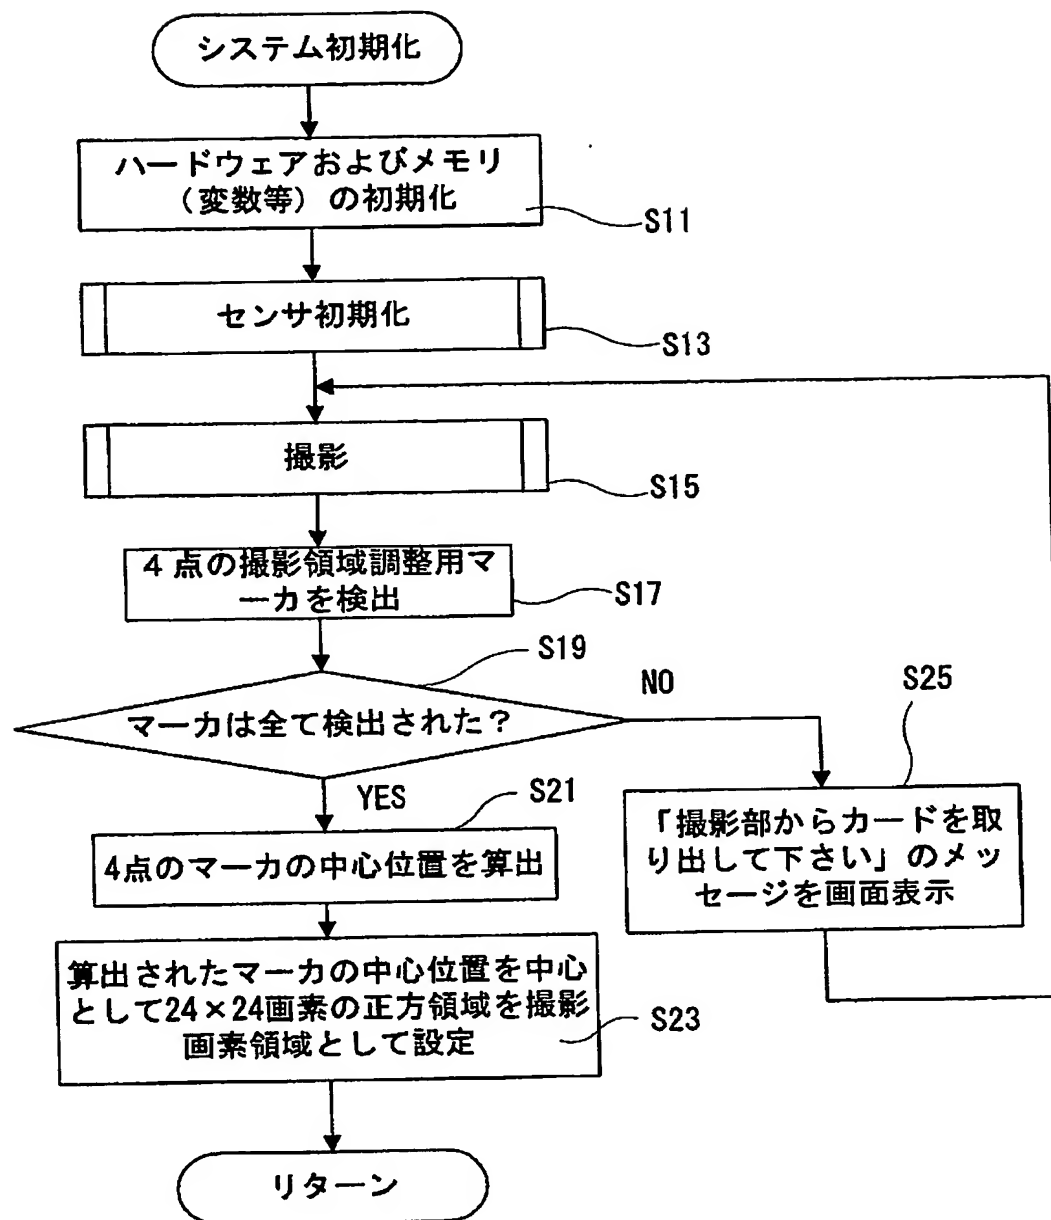 システム初期化
ハードウェアおよびメモリ
（変数等）の初期化
S11
センサ初期化
S13
撮影
S15
4点の撮影領域調整用マ
ーカを検出
S17
S19
マーカは全て検出された？
NO
YES
S25
「撮影部からカードを取
り出して下さい」のメッ
セージを画面表示
S21
4点のマーカの中心位置を算出
算出されたマーカの中心位置を中心
として24×24画素の正方領域を撮影
画素領域として設定
S23
リターン